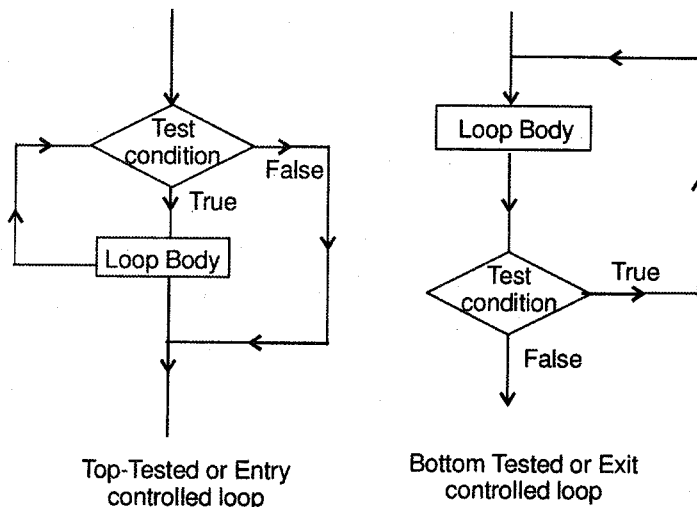 Test
condition
False
True
Loop Body
Top-Tested or Entry
controlled loop
Loop Body
Test
condition
True
False
Bottom Tested or Exit
controlled loop